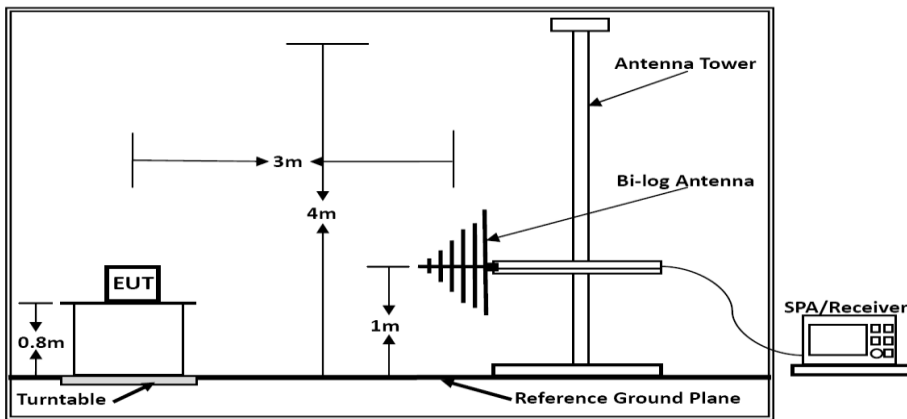 Antenna Tower
3m
Bi-log Antenna
4m
EUT
SPA/Receiver
0.8m
1m
Turntable
Reference Ground Plane